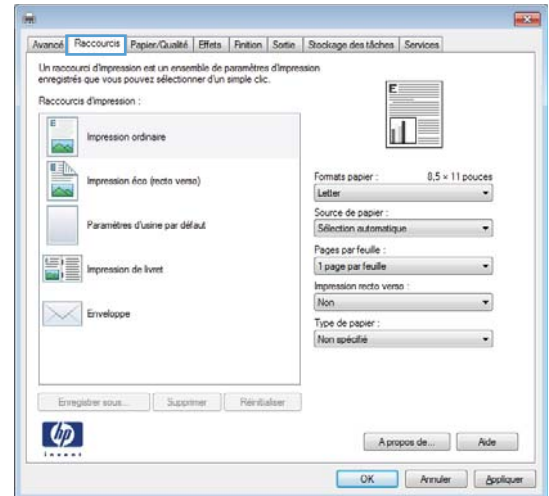 Avancé Raccourcis Papier/Qualité Effets Finition Sortie Stockage des tâches Services
Un raccourci d'impression est un ensemble de paramètres d'impression
enregistrés que vous pouvez sélectionner d'un simple clic.
Raccourcis d'impression :
E
E
Impression ordinaire
E
Impression éco (recto verso)
Paramètres d'usine par défaut
Impression de livret
Enveloppe
Formats papier : 8,5 × 11 pouces
Letter
Source de papier :
Sélection automatique
Pages par feuille :
1 page par feuille
Impression recto verso :
Non
Type de papier :
Non spécifié
Enregistrer sous... Supprimer Réinitialiser
hp
invent
A propos de... Aide
OK Annuler Appliquer